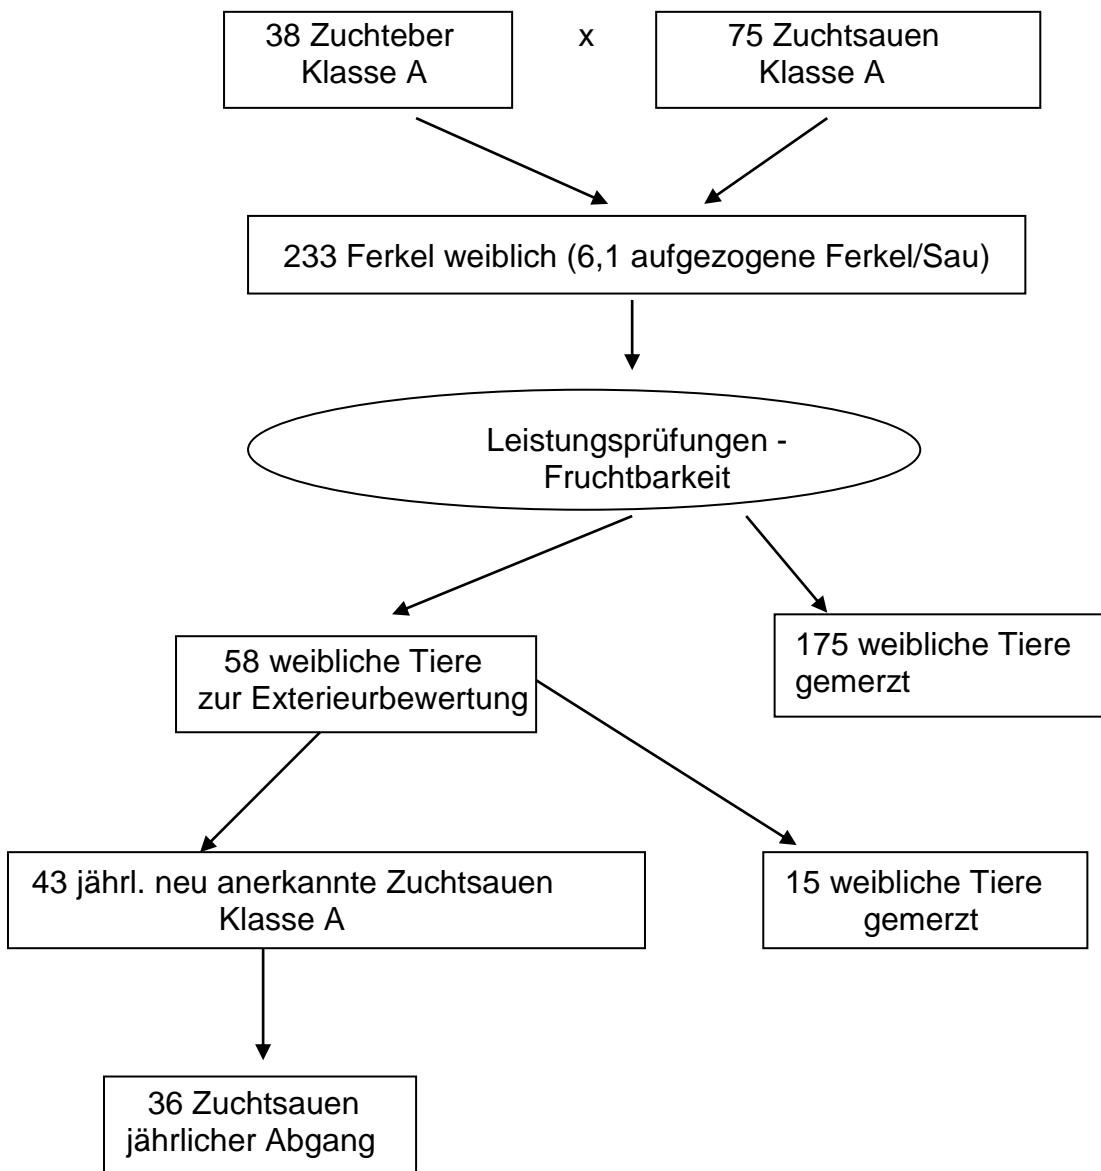 38 Zuchteber
Klasse A
x
75 Zuchtsauen
Klasse A
233 Ferkel weiblich (6,1 aufgezogene Ferkel/Sau)
Leistungsprüfungen -
Fruchtbarkeit
58 weibliche Tiere
zur Exterieurbewertung
175 weibliche Tiere
gemerzt
43 jährl. neu anerkannte Zuchtsauen
Klasse A
15 weibliche Tiere
gemerzt
36 Zuchtsauen
jährlicher Abgang